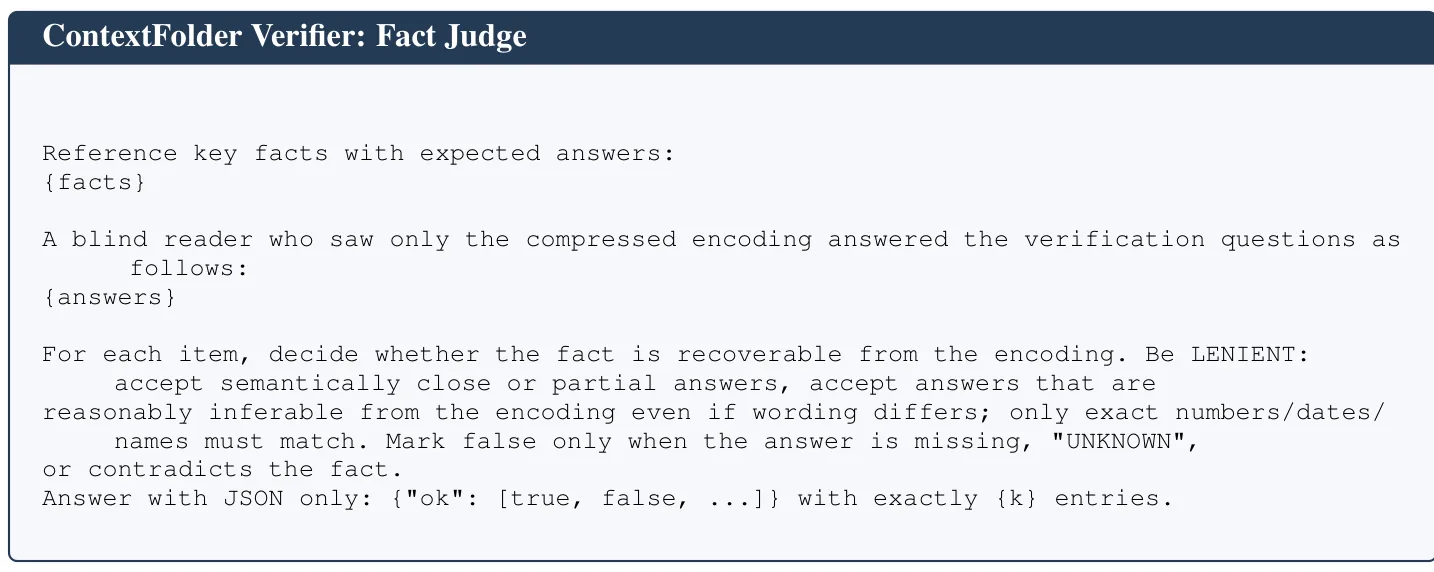 ContextFolder Verifier: Fact Judge
Reference key facts with expected answers:
{facts}
A blind reader who saw only the compressed encoding answered the verification questions as
follows:
{answers}
For each item, decide whether the fact is recoverable from the encoding. Be LENIENT:
accept semantically close or partial answers, accept answers that are
reasonably inferable from the encoding even if wording differs; only exact numbers/dates/
names must match. Mark false only when the answer is missing, "UNKNOWN",
or contradicts the fact.
Answer with JSON only: {"ok": [true, false, ...]} with exactly {k} entries.